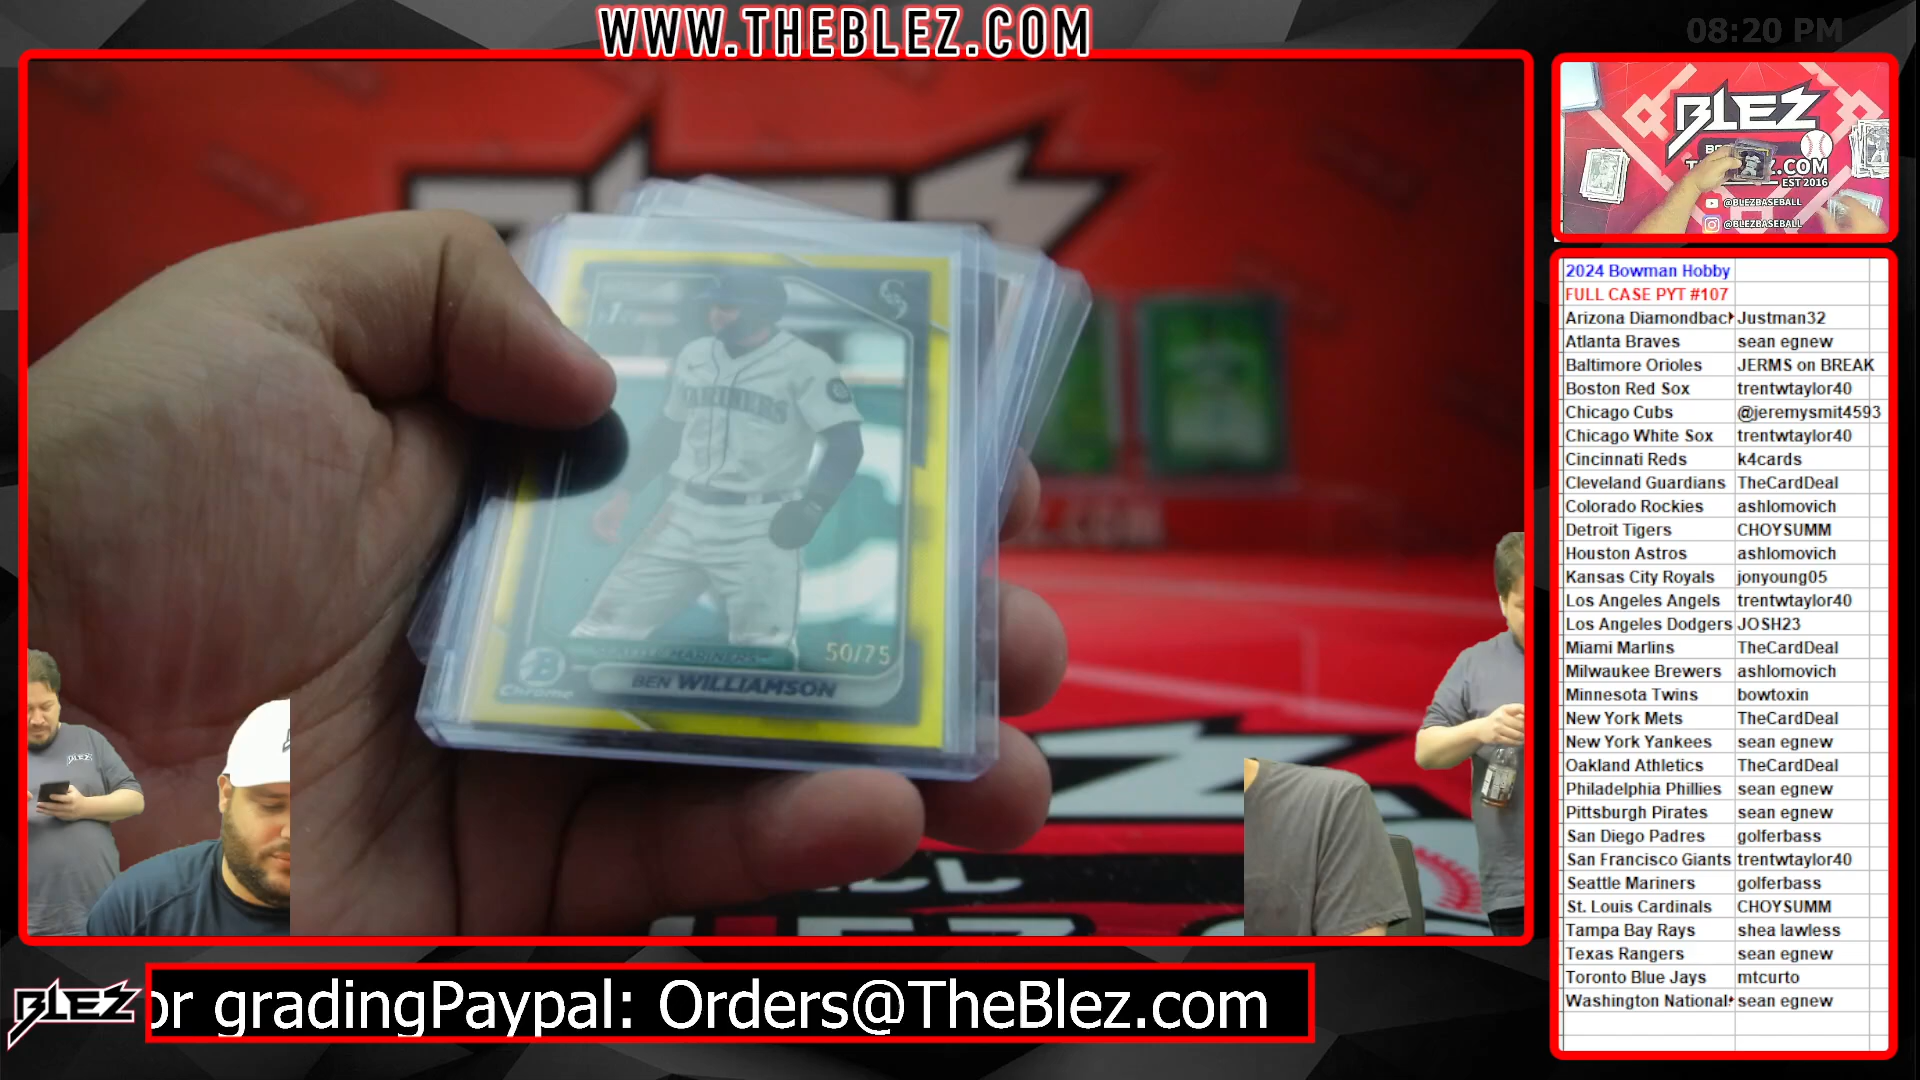 WWW.THEBLEZ.COM
08:20 PM
BLEZ
.COM
EST 2016
@BLEZBASEBALL
@BLEZBASEBALL
MARINERS
50/75
MARINERS
BEN WILLIAMSON
B
Chrome
2024 Bowman Hobby
FULL CASE PYT #107
Arizona Diamondbac Justman32
Atlanta Braves sean egnew
Baltimore Orioles JERMS on BREAK
Boston Red Sox trentwtaylor40
Chicago Cubs @jeremysmit4593
Chicago White Sox trentwtaylor40
Cincinnati Reds k4cards
Cleveland Guardians TheCardDeal
Colorado Rockies ashlomovich
Detroit Tigers CHOYSUMM
Houston Astros ashlomovich
Kansas City Royals jonyoung05
Los Angeles Angels trentwtaylor40
Los Angeles Dodgers JOSH23
Miami Marlins TheCardDeal
Milwaukee Brewers ashlomovich
Minnesota Twins bowtoxin
New York Mets TheCardDeal
New York Yankees sean egnew
Oakland Athletics TheCardDeal
Philadelphia Phillies sean egnew
Pittsburgh Pirates sean egnew
San Diego Padres golferbass
San Francisco Giants trentwtaylor40
Seattle Mariners golferbass
St. Louis Cardinals CHOYSUMM
Tampa Bay Rays shea lawless
Texas Rangers sean egnew
Toronto Blue Jays mtcurto
Washington National sean egnew
BLEZ
or gradingPaypal: Orders@TheBlez.com